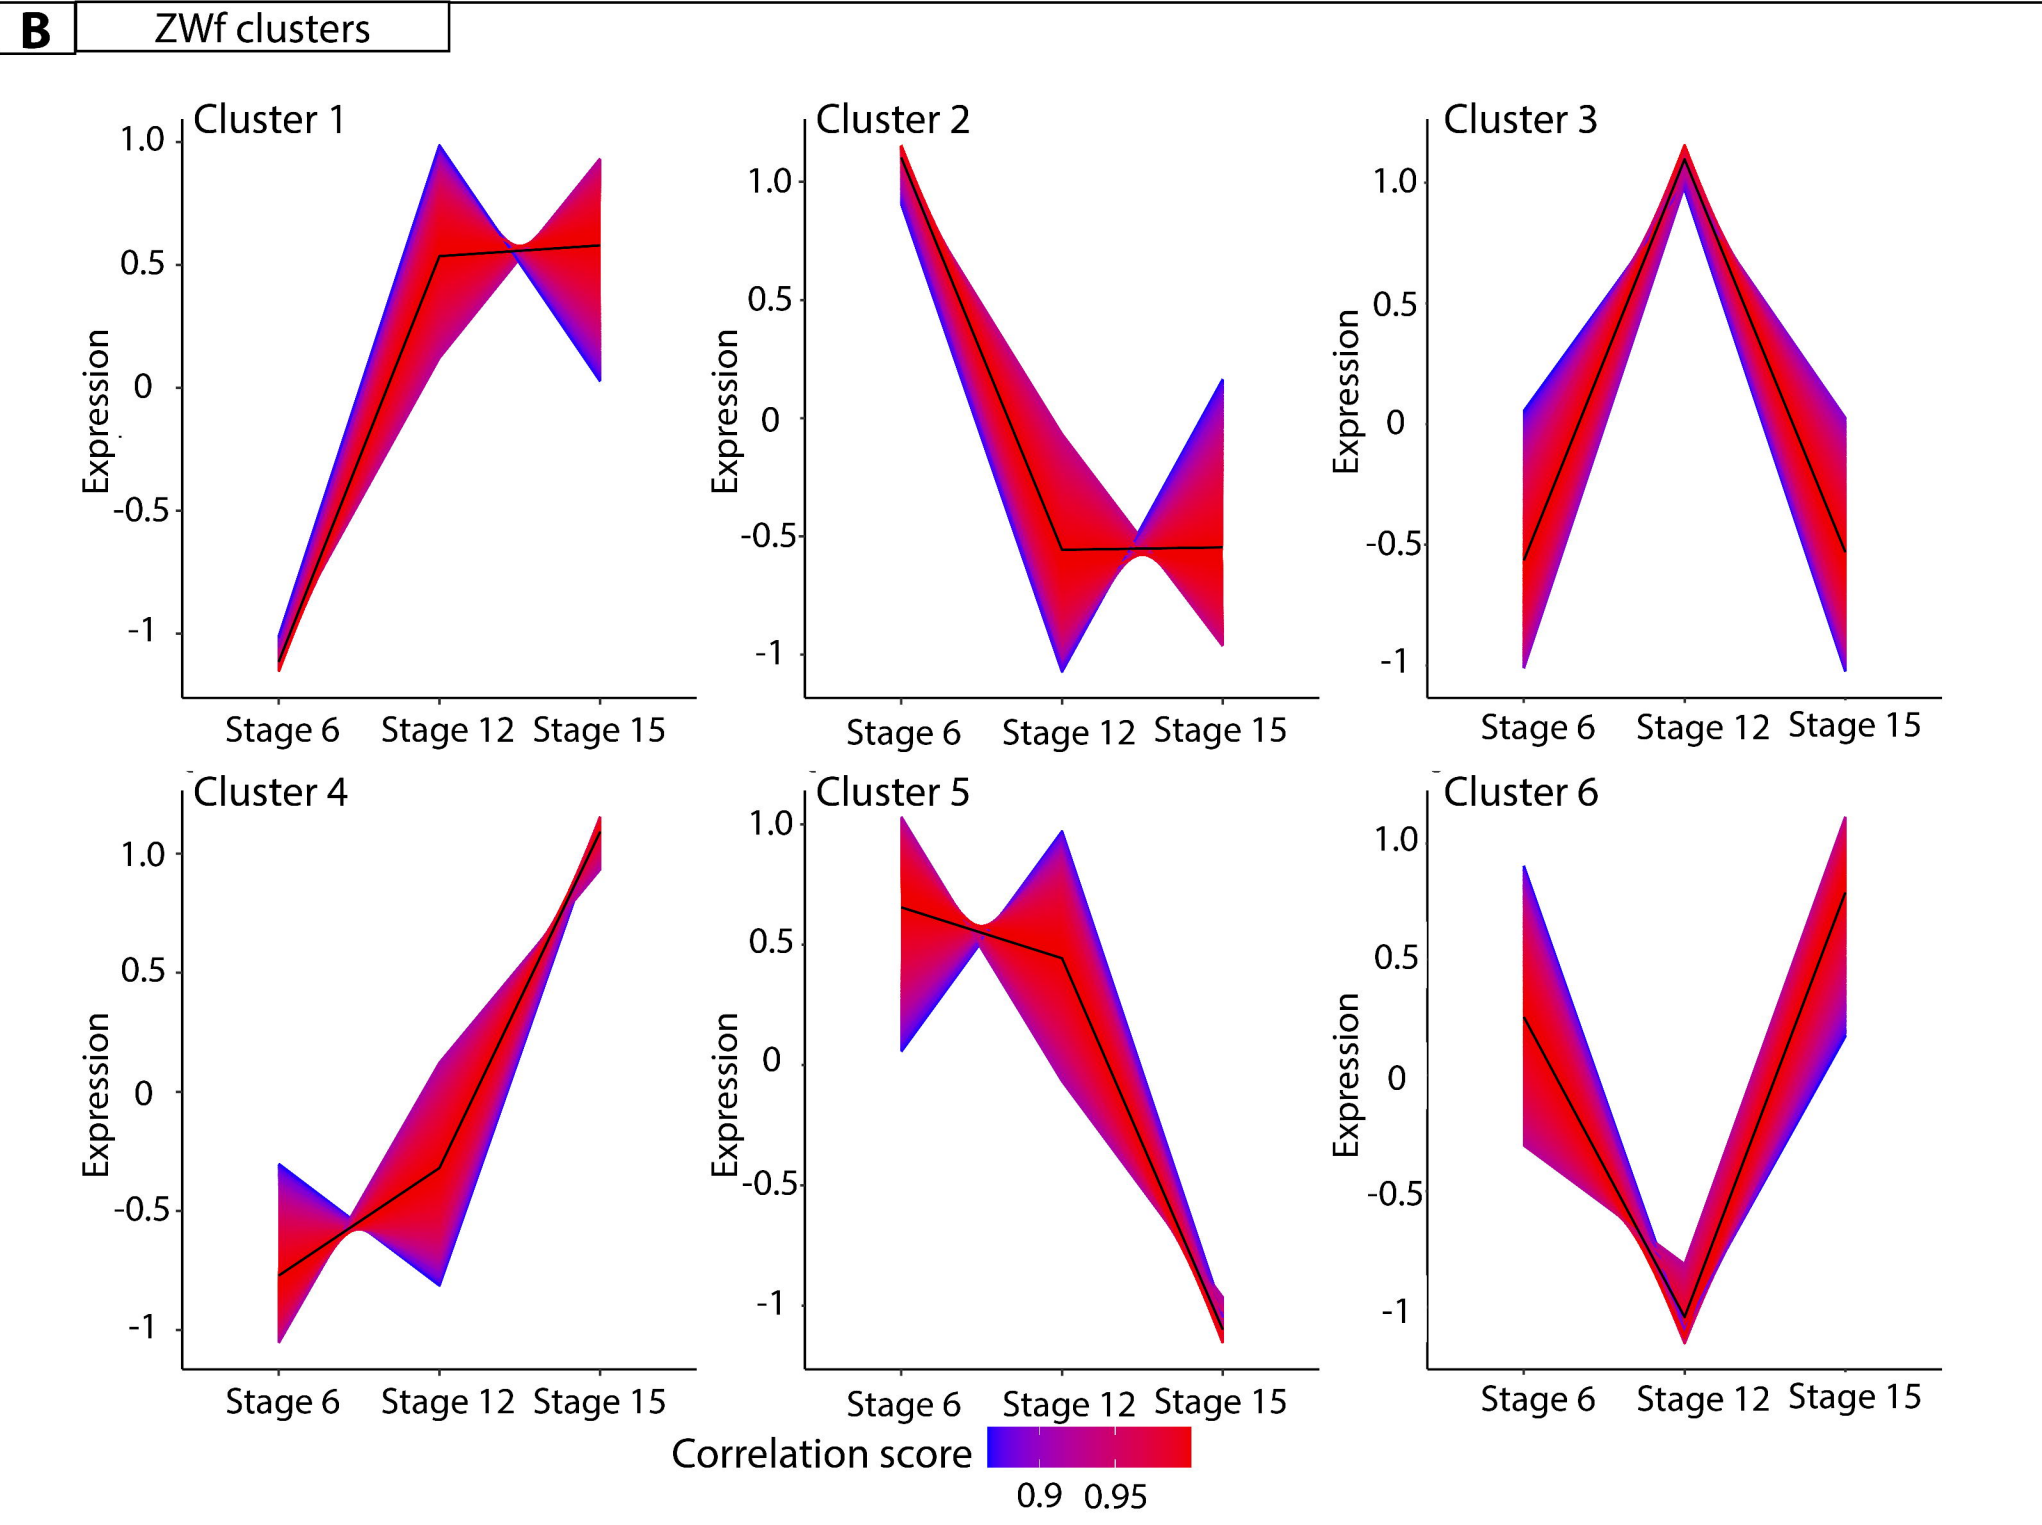 B ZWf clusters
Cluster 1
1.0
0.5
0
-0.5
-1
Expression
Stage 6 Stage 12 Stage 15
Cluster 2
1.0
0.5
0
-0.5
-1
Expression
Stage 6 Stage 12 Stage 15
Cluster 3
1.0
0.5
0
-0.5
-1
Expression
Stage 6 Stage 12 Stage 15
Cluster 4
1.0
0.5
0
-0.5
-1
Expression
Stage 6 Stage 12 Stage 15
Cluster 5
1.0
0.5
0
-0.5
-1
Expression
Stage 6 Stage 12 Stage 15
Cluster 6
1.0
0.5
0
-0.5
-1
Expression
Stage 6 Stage 12 Stage 15
Correlation score
0.9 0.95